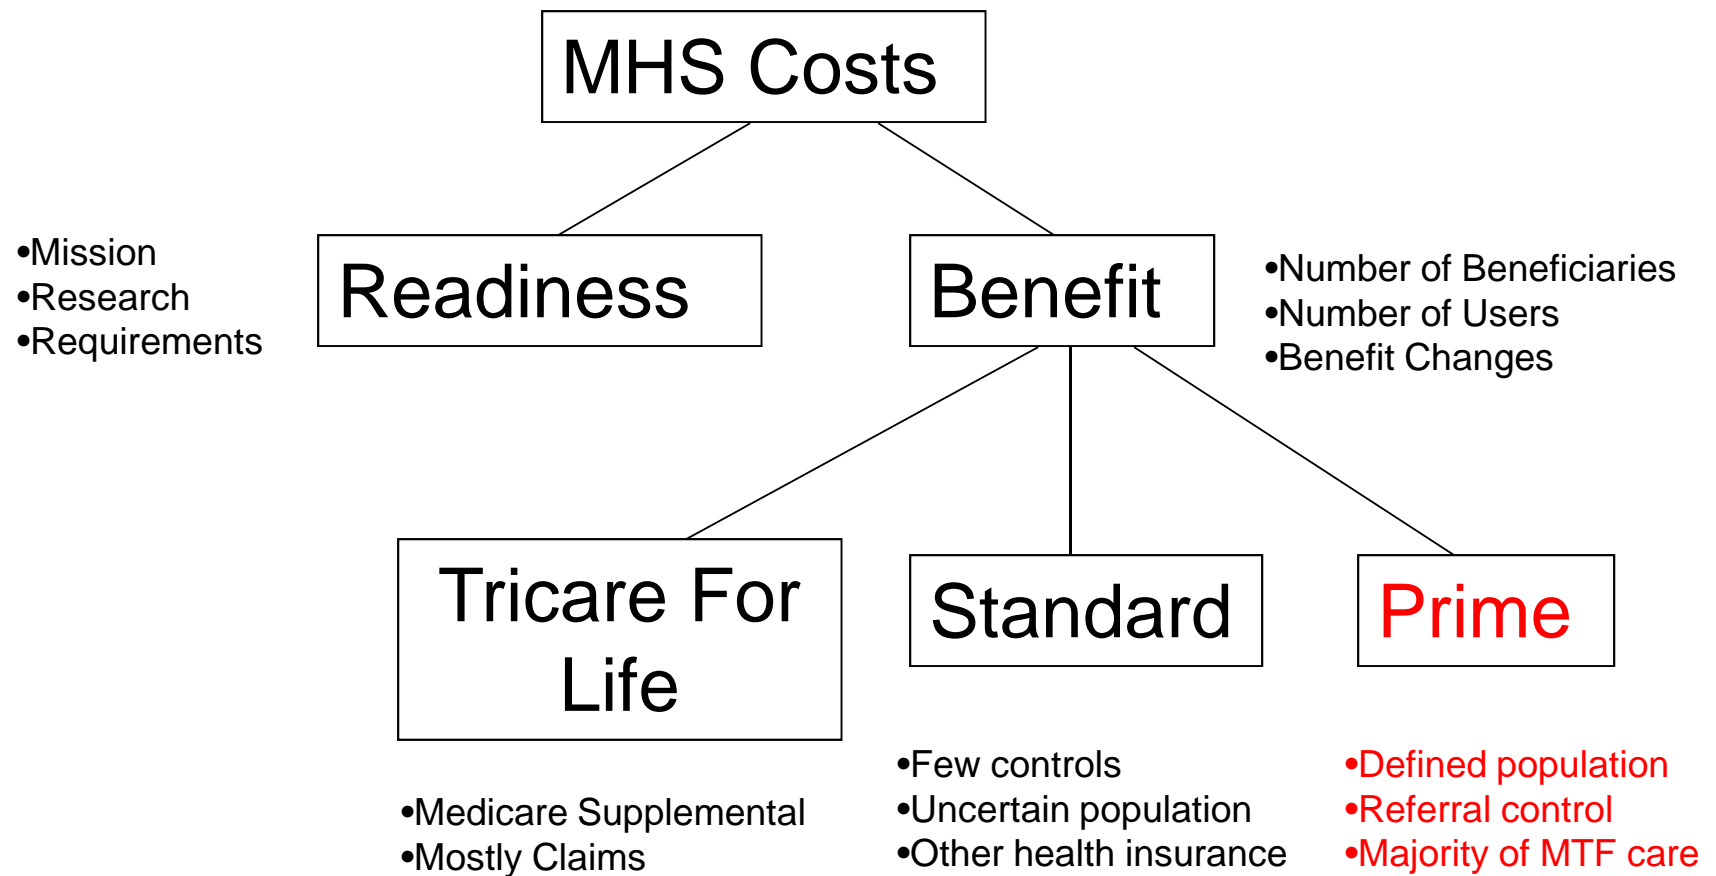 MHS Costs
•Mission
•Research
•Requirements
Readiness
Benefit
•Number of Beneficiaries
•Number of Users
•Benefit Changes
Tricare For
Life
Standard
Prime
•Medicare Supplemental
•Mostly Claims
•Few controls
•Uncertain population
•Other health insurance
•Defined population
•Referral control
•Majority of MTF care